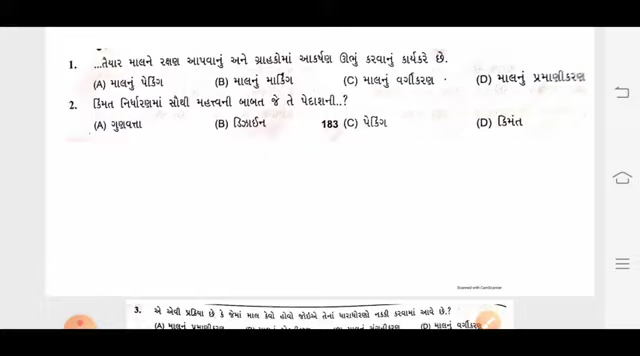 1. ...તૈયાર માલને રક્ષણ આપવાનું અને ગ્રાહકોમાં આકર્ષણ ઊભું કરવાનું કાર્યકરે છે.
(A) માલનું પેકિંગ (B) માલનું માર્કિંગ (C) માલનું વર્ગીકરણ (D) માલનું પ્રમાણીકરણ
2. કિંમત નિર્ધારણમાં સૌથી મહત્ત્વની બાબત જે તે પેદાશની..?
(A) ગુણવત્તા (B) ડિઝાઈન 183 (C) પેકિંગ (D) કિમંત
Scanned with CamScanner
3. એ એવી પ્રક્રિયા છે કે જેમાં માલ કેવો હોવો જોઈએ તેનાં ધારાધોરણો નક્કી કરવામાં આવે છે.?
(A) માલનું પ્રમાણીકરણ (D) માલનું વર્ગીકરણ